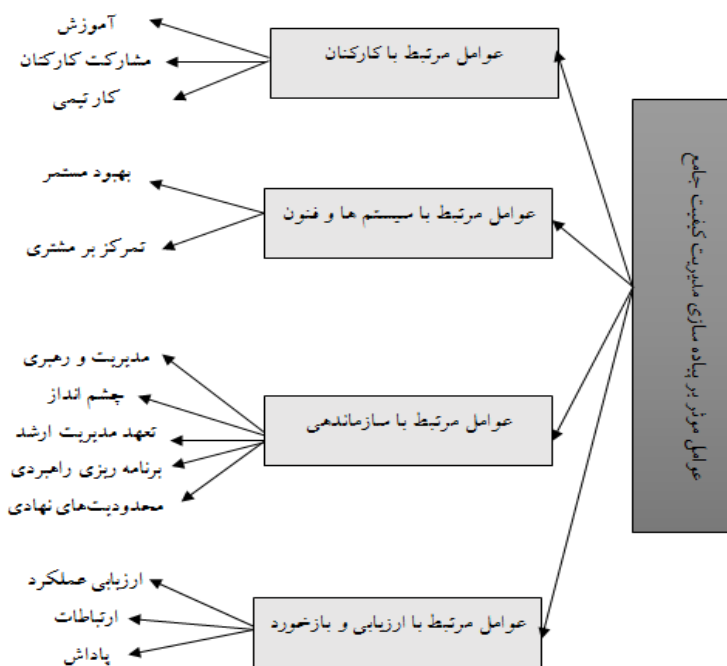 عوامل موثر بر پیاده سازی مدیریت کیفیت جامع
عوامل مرتبط با کارکنان
آموزش
مشارکت کارکنان
کار تیمی
عوامل مرتبط با سیستم ها و فنون
بهبود مستمر
تمرکز بر مشتری
عوامل مرتبط با سازماندهی
مدیریت و رهبری
چشم انداز
تعهد مدیریت ارشد
برنامه ریزی راهبردی
محدودیت‌های نهادی
عوامل مرتبط با ارزیابی و بازخورد
ارزیابی عملکرد
ارتباطات
پاداش